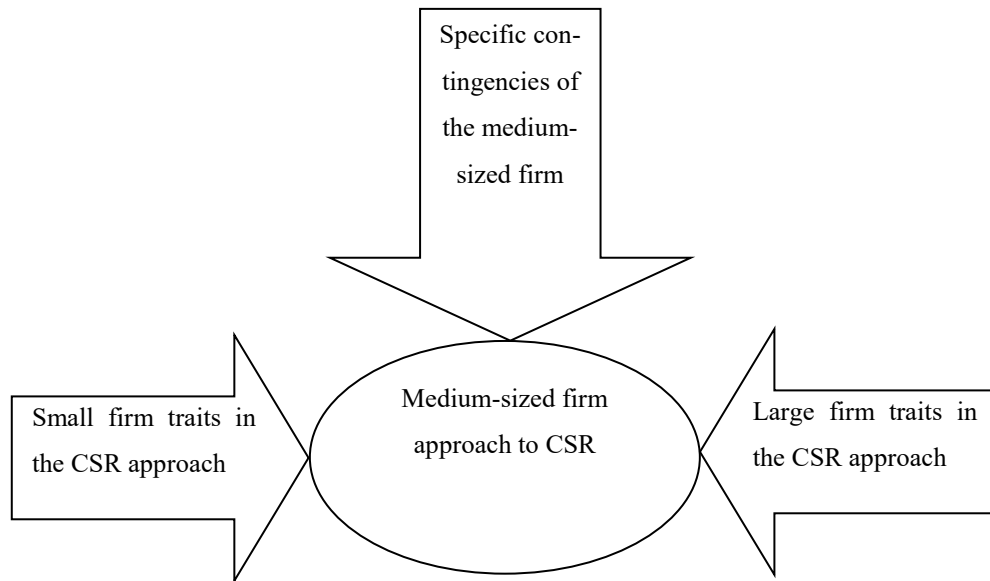 Specific con-
tingencies of
the medium-
sized firm
Small firm traits in
the CSR approach
Medium-sized firm
approach to CSR
Large firm traits in
the CSR approach